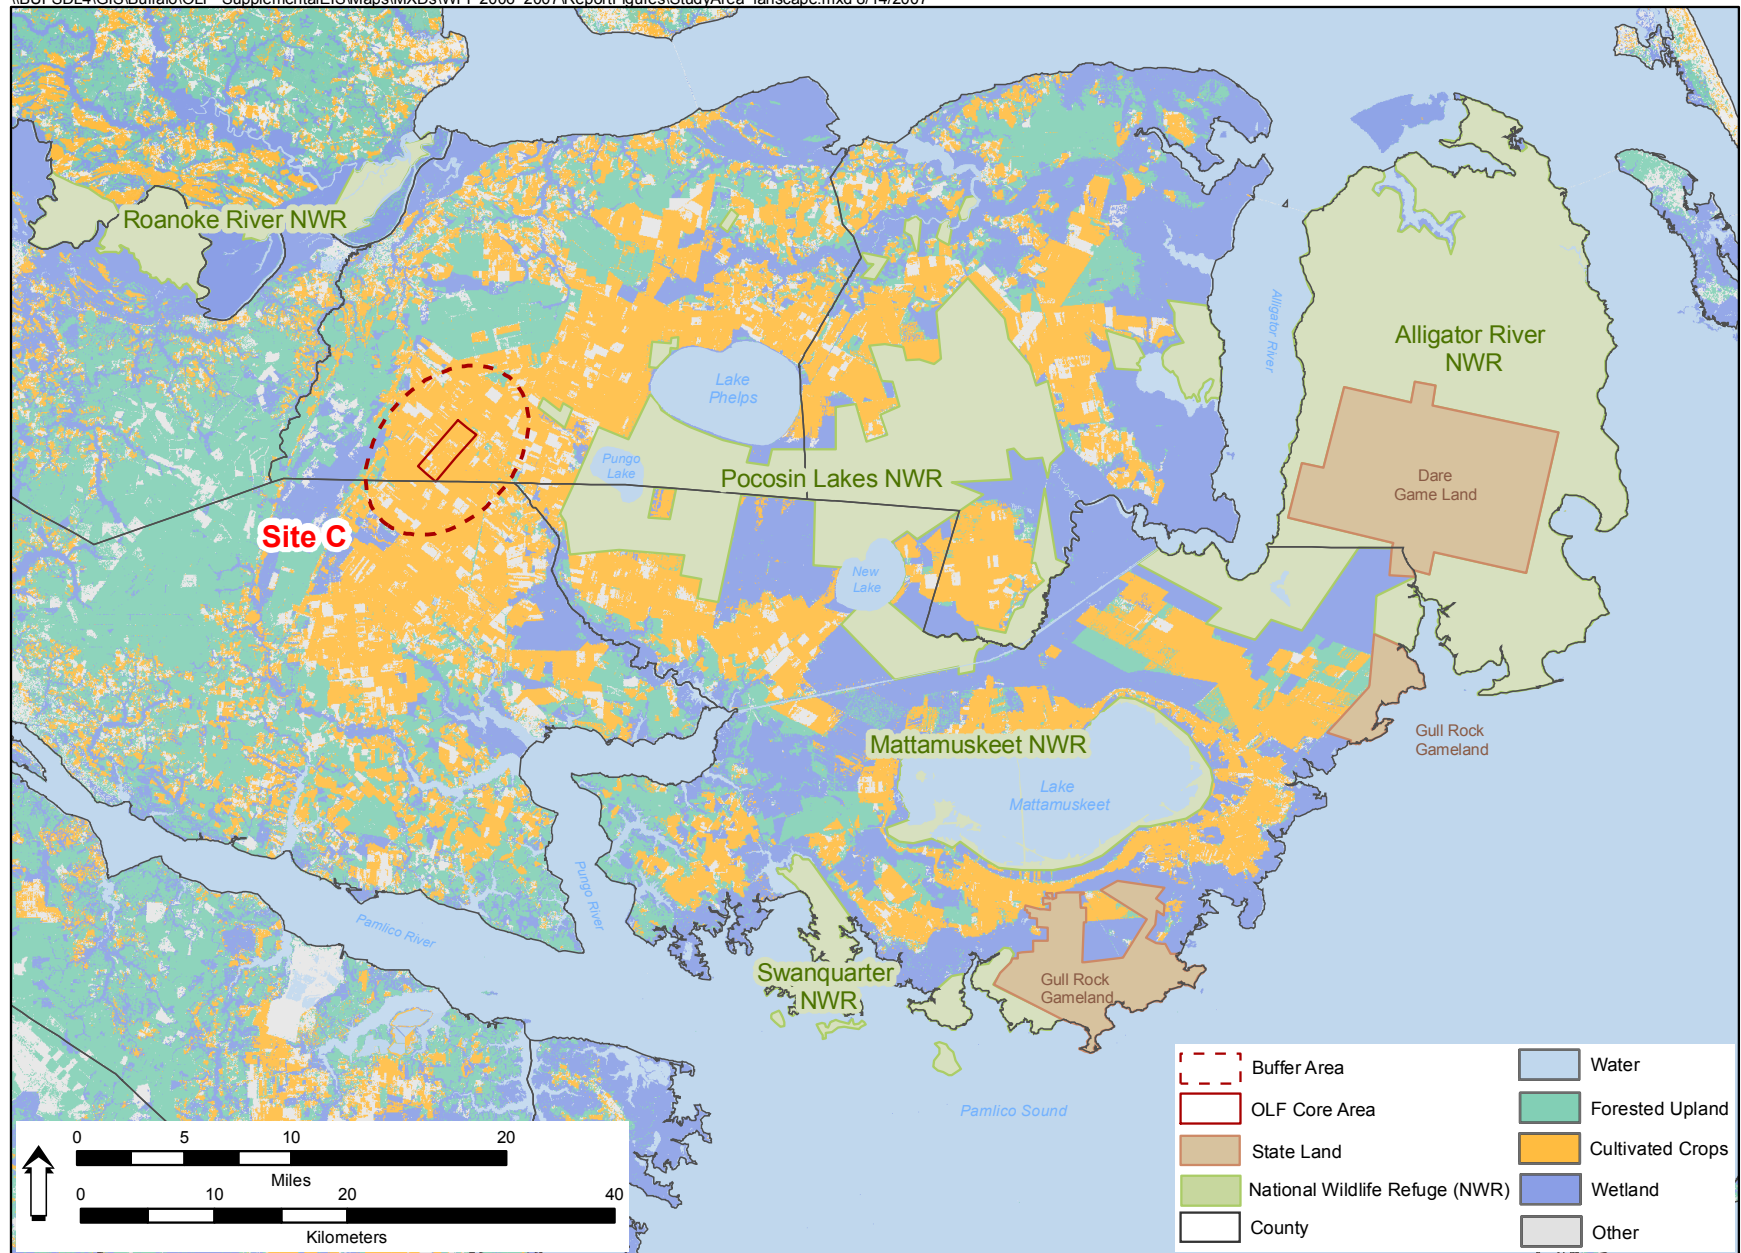 Roanoke River NWR
Alligator River
Alligator River
NWR
Lake
Phelps
Pungo
Lake
Pocosin Lakes NWR
Dare
Game Land
Site C
New
Lake
Gull Rock
Gameland
Mattamuskeet NWR
Lake
Mattamuskeet
Pungo River
Pamlico River
Swanquarter
NWR
Gull Rock
Gameland
Pamlico Sound
0 5 10 20
Miles
0 10 20 40
Kilometers
Buffer Area
OLF Core Area
State Land
National Wildlife Refuge (NWR)
County
Water
Forested Upland
Cultivated Crops
Wetland
Other